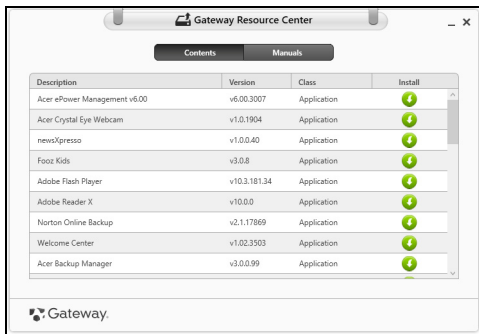 Gateway Resource Center
Contents Manuals
Description Version Class Install
Acer ePower Management v6.00 v6.00.3007 Application
Acer Crystal Eye Webcam v1.0.1904 Application
newsXpresso v1.0.0.40 Application
Fooz Kids v3.0.8 Application
Adobe Flash Player v10.3.181.34 Application
Adobe Reader X v10.0.0 Application
Norton Online Backup v2.1.17869 Application
Welcome Center v1.02.3503 Application
Acer Backup Manager v3.0.0.99 Application
Gateway.